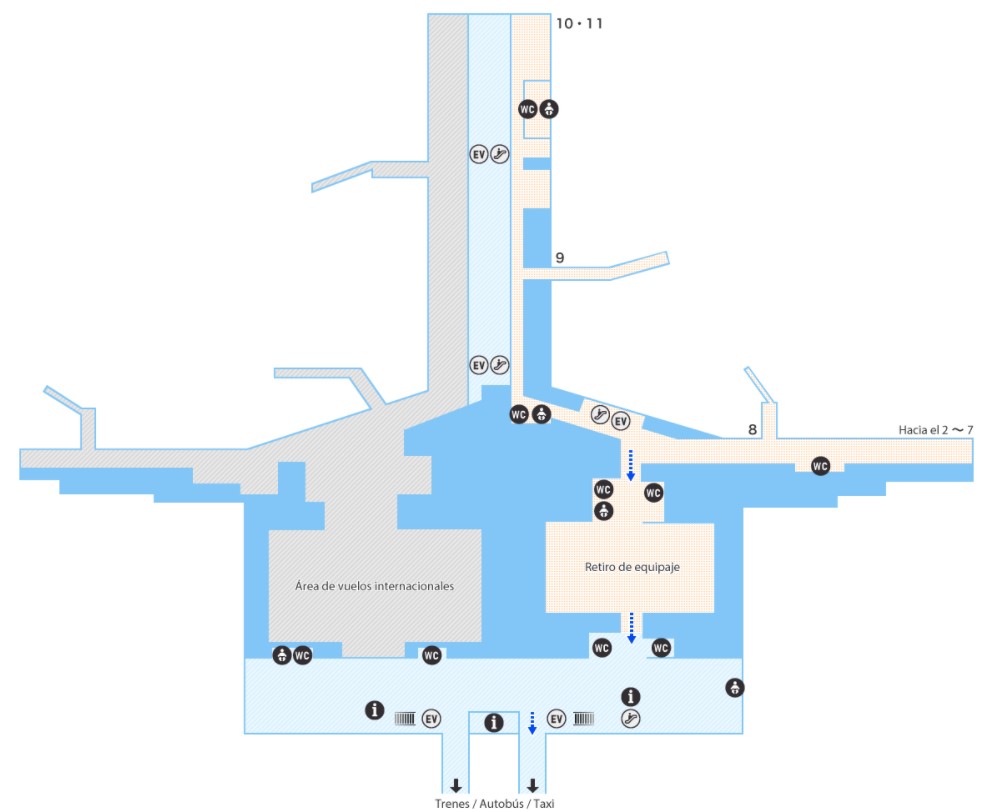 10・11
WC
EV
9
EV
WC
EV
8
Hacia el 2 〜 7
WC
WC
WC
Retiro de equipaje
Área de vuelos internacionales
WC
WC
WC
WC
i
i
EV
i
EV
Trenes / Autobús / Taxi